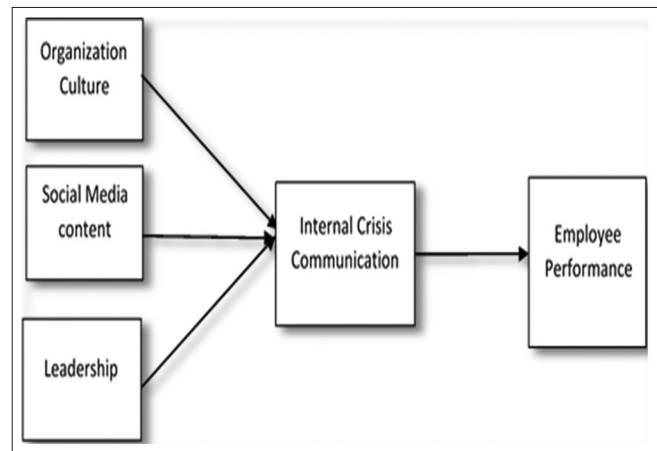 Organization
Culture
Social Media
content
Leadership
Internal Crisis
Communication
Employee
Performance